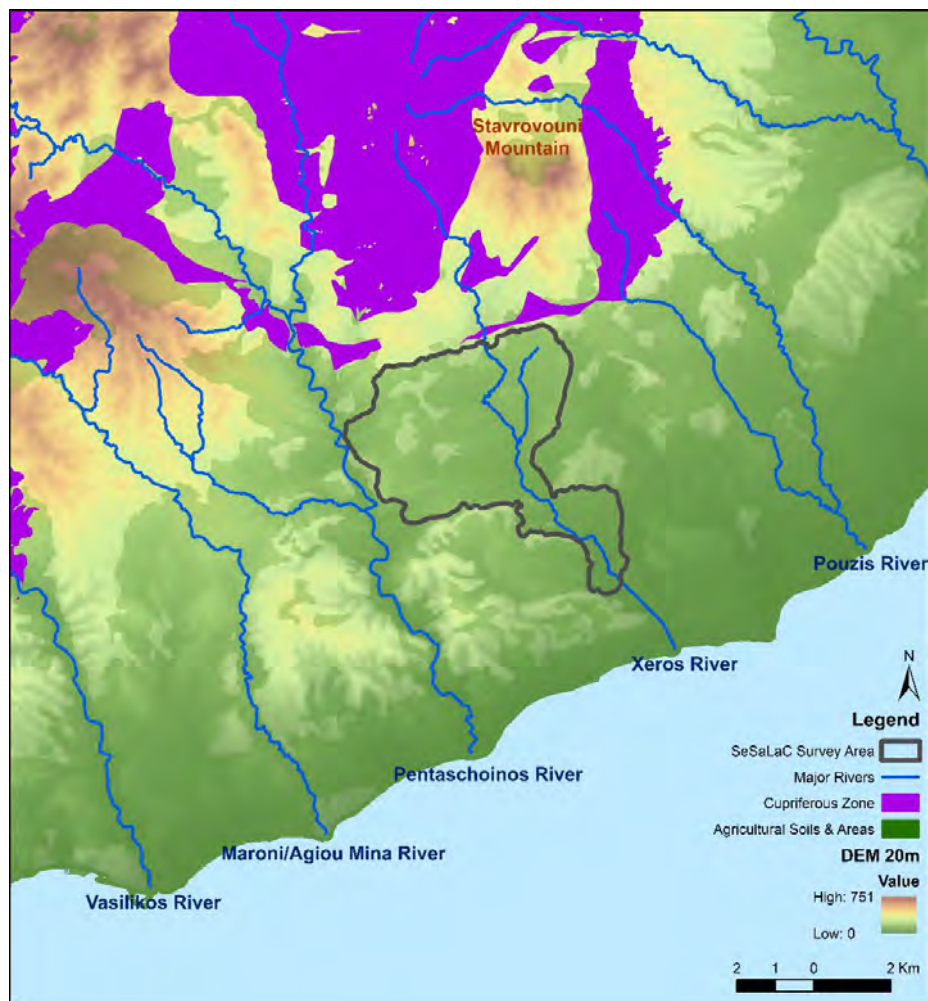 Stavrovouni
Mountain
Pouzis River
Xeros River
Pentaschoinos River
Maroni/Agiou Mina River
Vasilikos River
N
Legend
SeSaLaC Survey Area
Major Rivers
Cupriferous Zone
Agricultural Soils & Areas
DEM 20m
Value
High: 751
Low: 0
2 1 0 2 Km